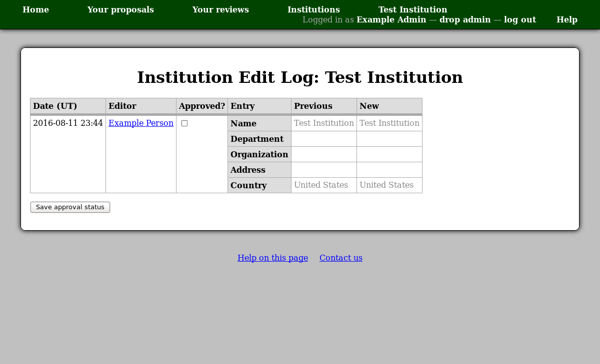 Home Your proposals Your reviews Institutions Test Institution
Logged in as Example Admin — drop admin — log out Help
Institution Edit Log: Test Institution
Date (UT) Editor Approved? Entry Previous New
2016-08-11 23:44 Example Person Name Test Institution Test Institution
Department
Organization
Address
Country United States United States
Save approval status
Help on this page Contact us